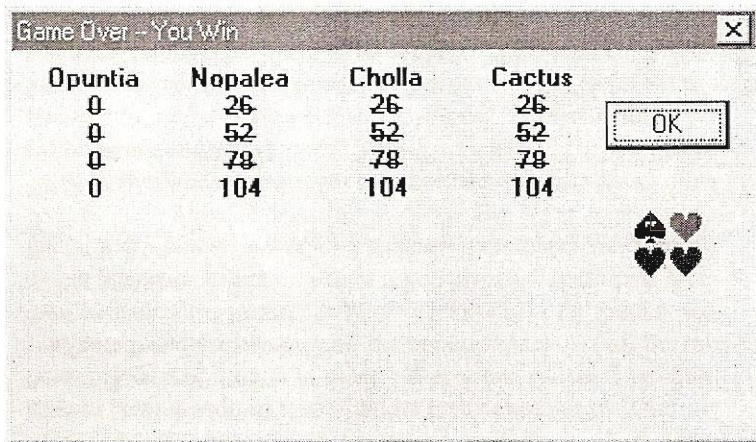 Game Over -- You Win
Opuntia Nopalea Cholla Cactus
0 26 26 26
0 52 52 52
0 78 78 78
0 104 104 104
OK